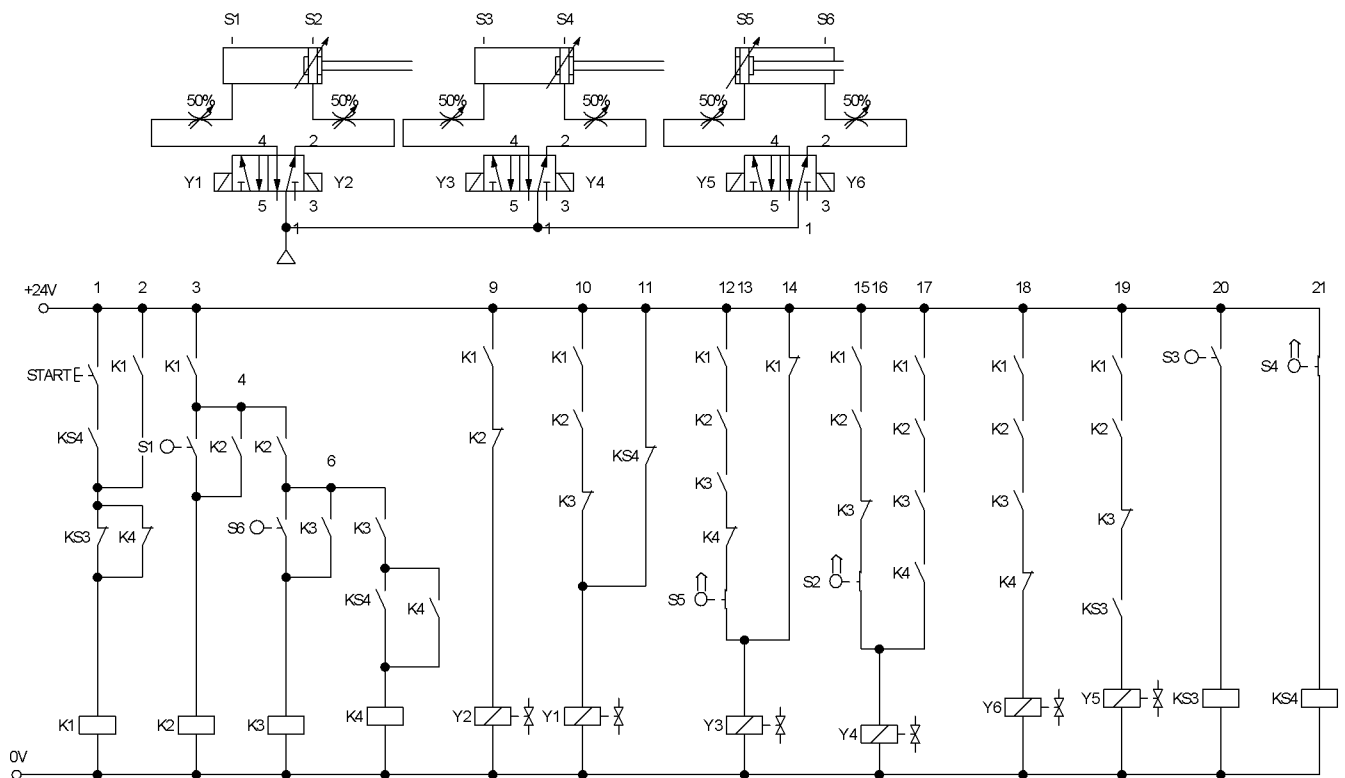 S1 S2 S3 S4 S5 S6
50% 50% 50% 50% 50% 50%
4 2 4 2 4 2
Y1 Y2 Y3 Y4 Y5 Y6
5 3 5 3 5 3
1 1 1
+24V 1 2 3 9 10 11 12 13 14 15 16 17 18 19 20 21
K1 K1 K1 K1 K1 K1 K1 K1 K1 K1 S3 S4
START
4
KS4 S1 K2 K2 K2 K2 KS4 K2 K2 K2 K2 K2
6
KS3 K4 S6 K3 K3 K3 K3 K3 K3 K3 K3
K4
KS4 K4 S5 S2 K4 K4 KS3
K1 K2 K3 K4 Y2 Y1 Y3 Y4 Y6 Y5 KS3 KS4
0V